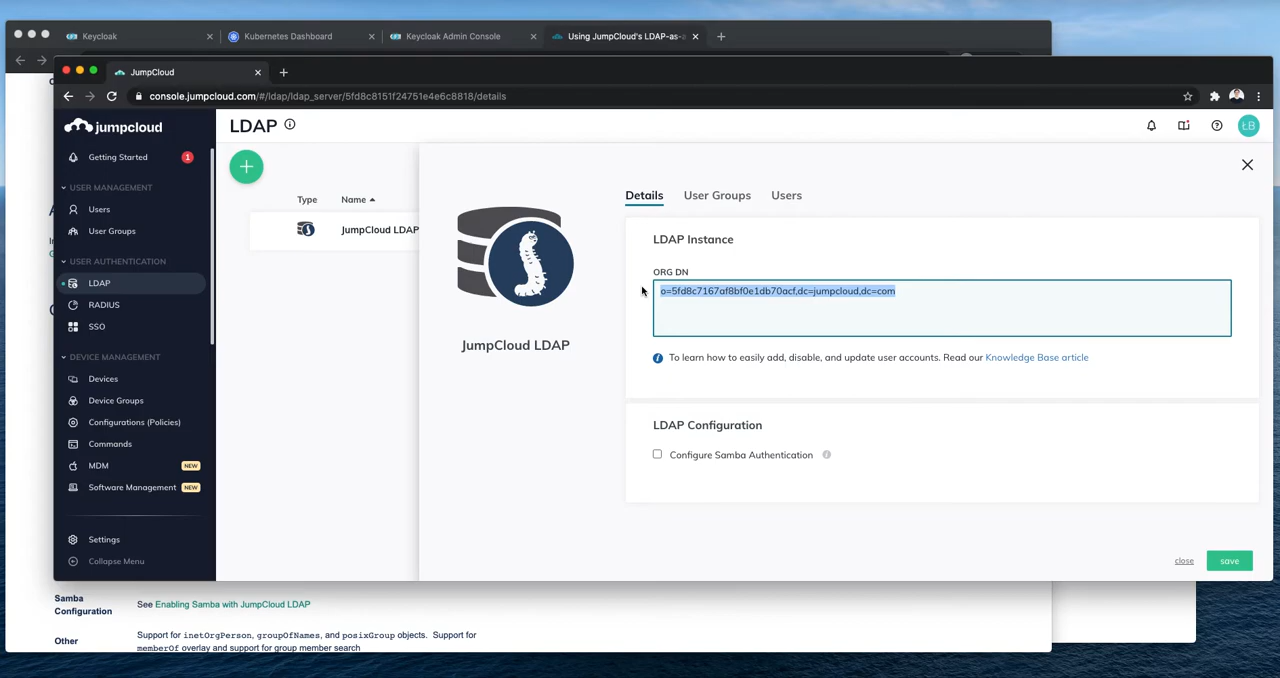 Keycloak
Kubernetes Dashboard
Keycloak Admin Console
Using JumpCloud's LDAP-as-
JumpCloud
console.jumpcloud.com/#/ldap/ldap_server/5fd8c8151f24751e4e6c8818/details
jumpcloud
LDAP
ŁB
Getting Started 1
USER MANAGEMENT
Users
User Groups
USER AUTHENTICATION
LDAP
RADIUS
SSO
DEVICE MANAGEMENT
Devices
Device Groups
Configurations (Policies)
Commands
MDM NEW
Software Management NEW
Settings
Collapse Menu
Type Name
JumpCloud LDAP
JumpCloud LDAP
Details User Groups Users
LDAP Instance
ORG DN
o=5fd8c7167af8bf0e1db70acf,dc=jumpcloud,dc=com
To learn how to easily add, disable, and update user accounts. Read our Knowledge Base article
LDAP Configuration
Configure Samba Authentication
close save
Samba Configuration
See Enabling Samba with JumpCloud LDAP
Other
Support for inetOrgPerson, groupOfNames, and posixGroup objects. Support for
memberOf overlay and support for group member search